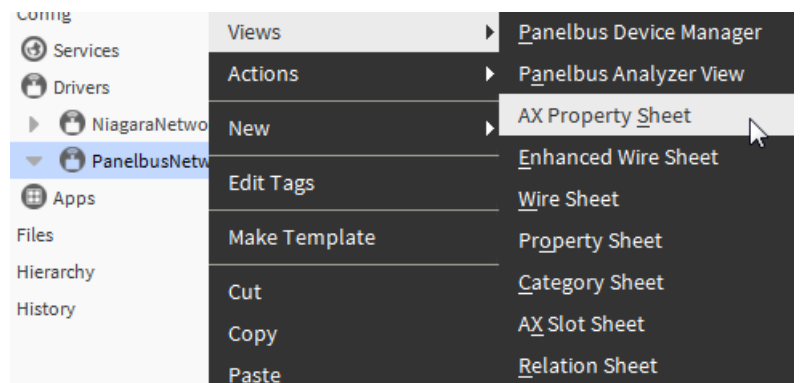 Config
Services
Drivers
NiagaraNetwo
PanelbusNetw
Apps
Files
Hierarchy
History
Views
Actions
New
Edit Tags
Make Template
Cut
Copy
Paste
Panelbus Device Manager
Panelbus Analyzer View
AX Property Sheet
Enhanced Wire Sheet
Wire Sheet
Property Sheet
Category Sheet
AX Slot Sheet
Relation Sheet